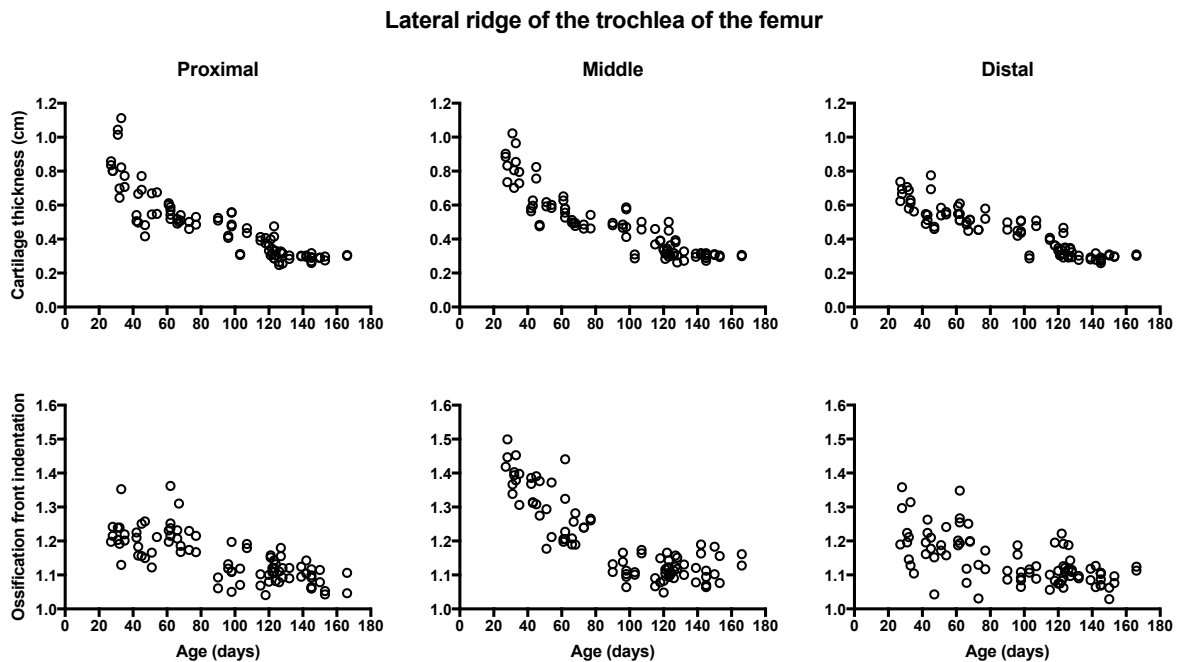 Lateral ridge of the trochlea of the femur
Proximal
Middle
Distal
Cartilage thickness (cm)
1.2
1.0
0.8
0.6
0.4
0.2
0.0
0 20 40 60 80 100 120 140 160 180
1.2
1.0
0.8
0.6
0.4
0.2
0.0
0 20 40 60 80 100 120 140 160 180
1.2
1.0
0.8
0.6
0.4
0.2
0.0
0 20 40 60 80 100 120 140 160 180
Ossification front indentation
1.6
1.5
1.4
1.3
1.2
1.1
1.0
0 20 40 60 80 100 120 140 160 180
Age (days)
1.6
1.5
1.4
1.3
1.2
1.1
1.0
0 20 40 60 80 100 120 140 160 180
Age (days)
1.6
1.5
1.4
1.3
1.2
1.1
1.0
0 20 40 60 80 100 120 140 160 180
Age (days)